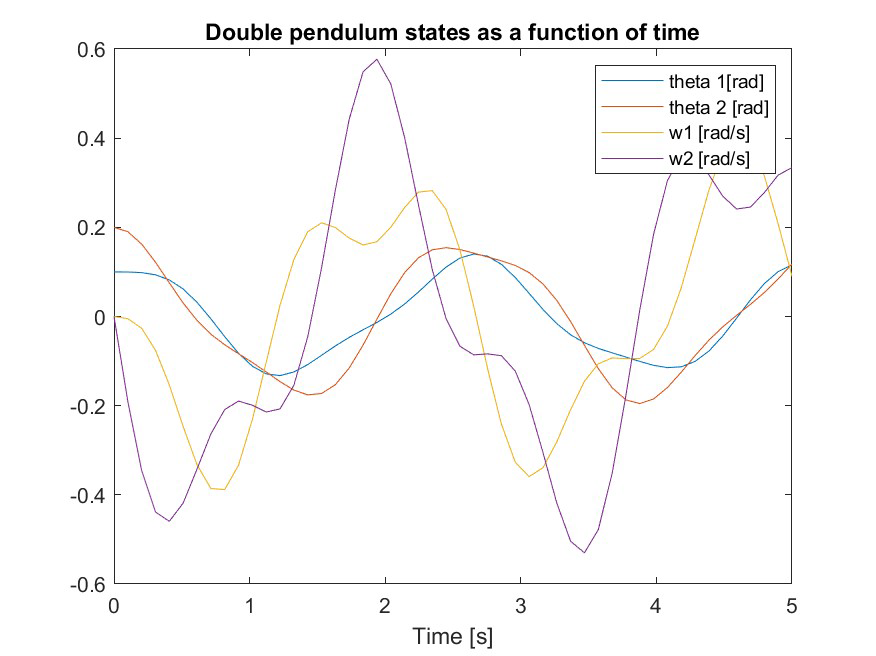 Double pendulum states as a function of time
0.6
0.4
0.2
0
-0.2
-0.4
-0.6
theta 1[rad]
theta 2 [rad]
w1 [rad/s]
w2 [rad/s]
0 1 2 3 4 5
Time [s]